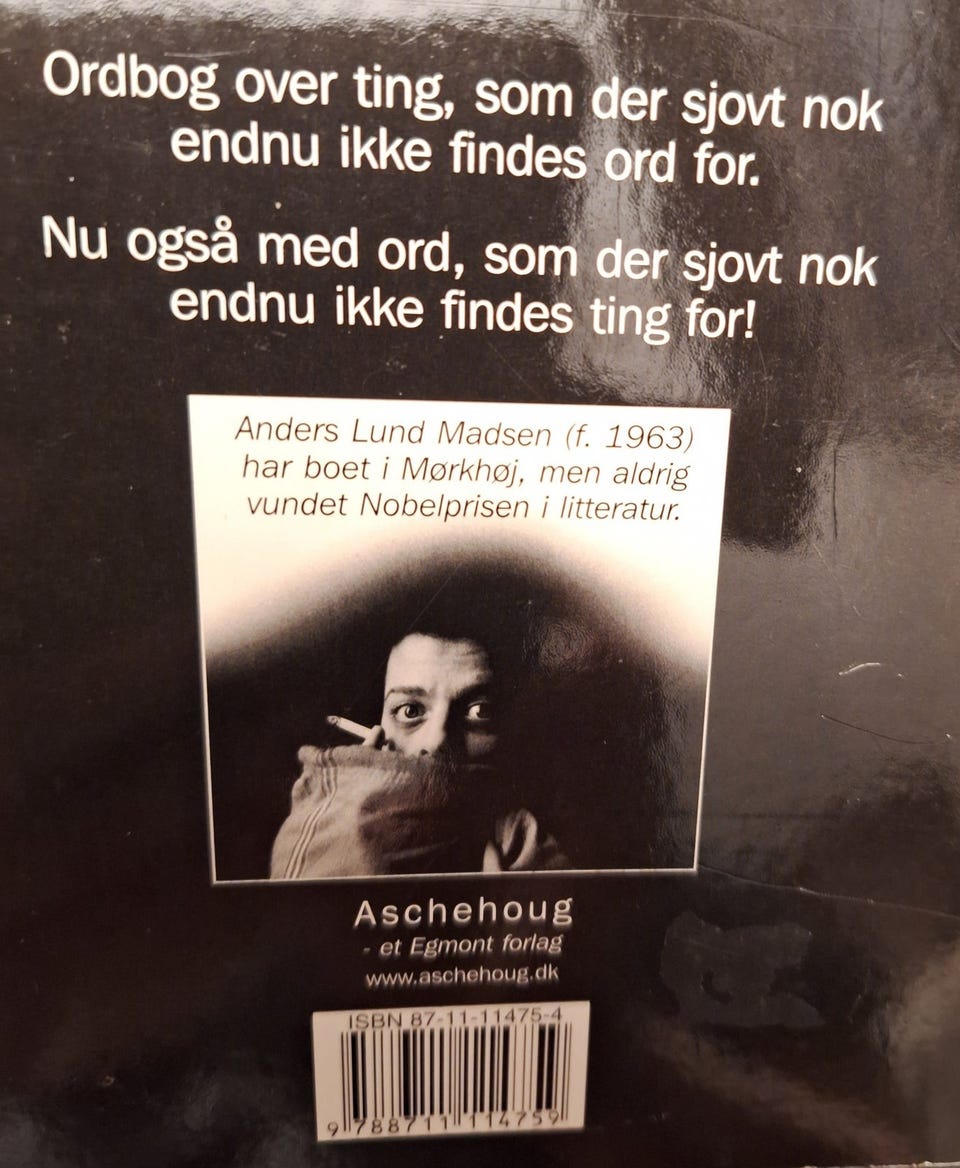 Ordbog over ting, som der sjovt nok
endnu ikke findes ord for.
Nu også med ord, som der sjovt nok
endnu ikke findes ting for!
Anders Lund Madsen (f. 1963)
har boet i Mørkhøj, men aldrig
vundet Nobelprisen i litteratur.
Aschehoug
- et Egmont forlag
www.aschehoug.dk
ISBN 87-11-11475-4
9 788711 114759